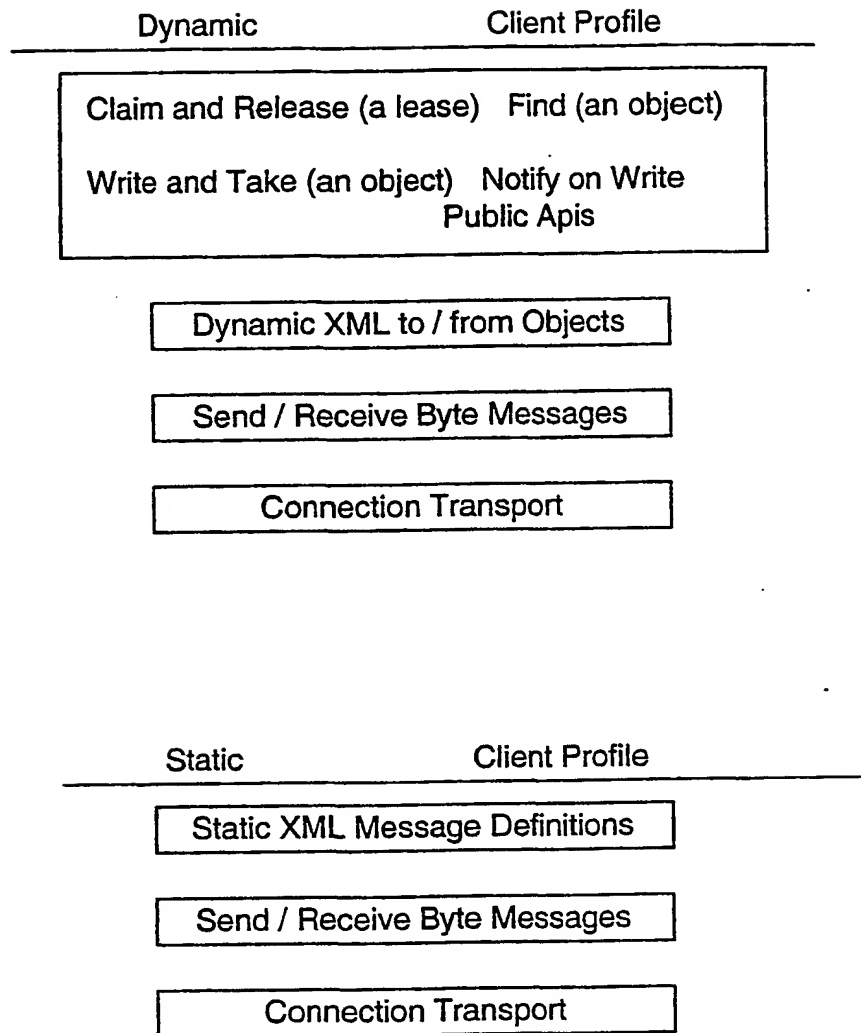 Dynamic Client Profile
Claim and Release (a lease) Find (an object)
Write and Take (an object) Notify on Write
Public Apis
Dynamic XML to / from Objects
Send / Receive Byte Messages
Connection Transport
Static Client Profile
Static XML Message Definitions
Send / Receive Byte Messages
Connection Transport